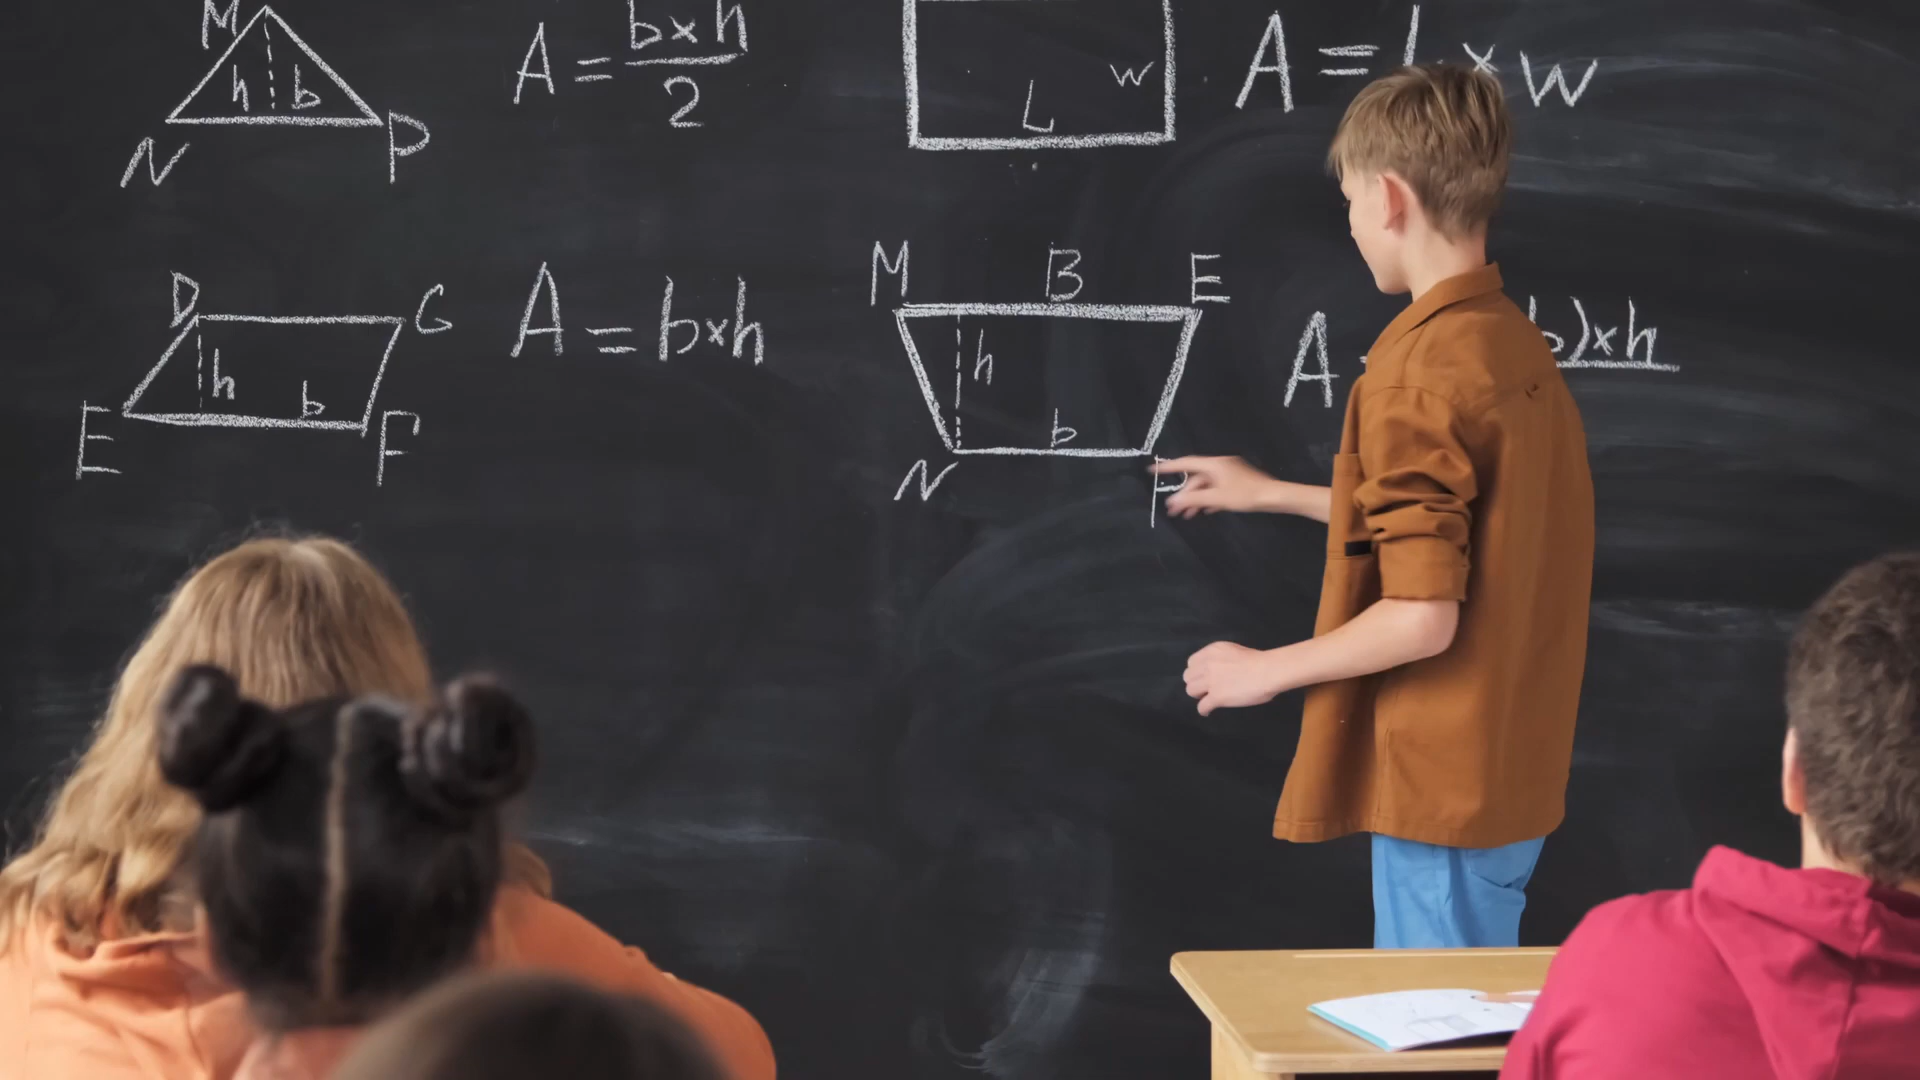 M
h b
N P
A = b×h/2
W
L
A = L × W
D G
h b
E F
A = b×h
M B E
h
b
N P
A
b)×h